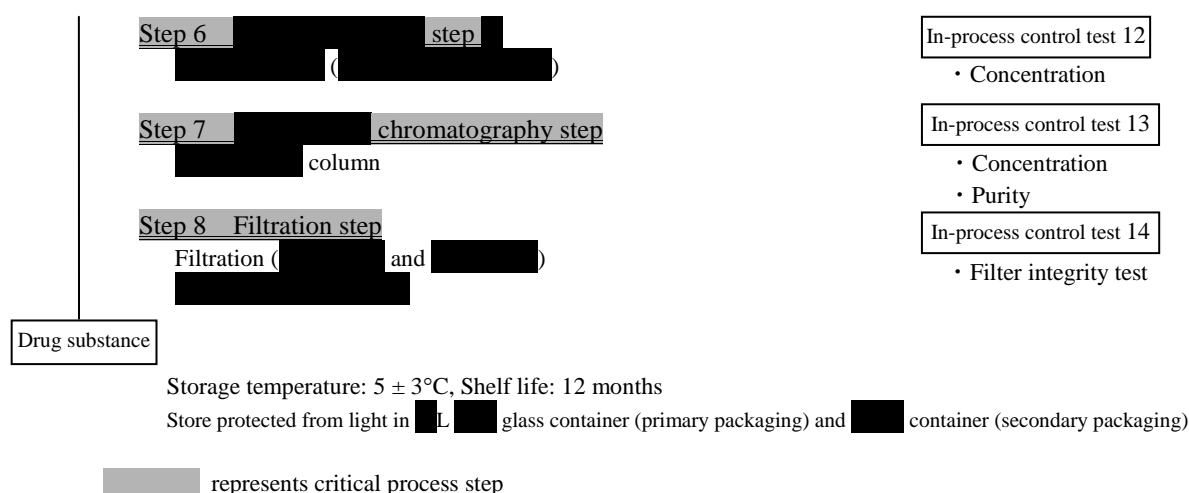 Step 6 step
In-process control test 12
( )
・Concentration
Step 7 chromatography step
In-process control test 13
column
・Concentration
・Purity
Step 8 Filtration step
In-process control test 14
Filtration ( and )
・Filter integrity test
Drug substance
Storage temperature: 5 ± 3°C, Shelf life: 12 months
Store protected from light in L glass container (primary packaging) and container (secondary packaging)
represents critical process step